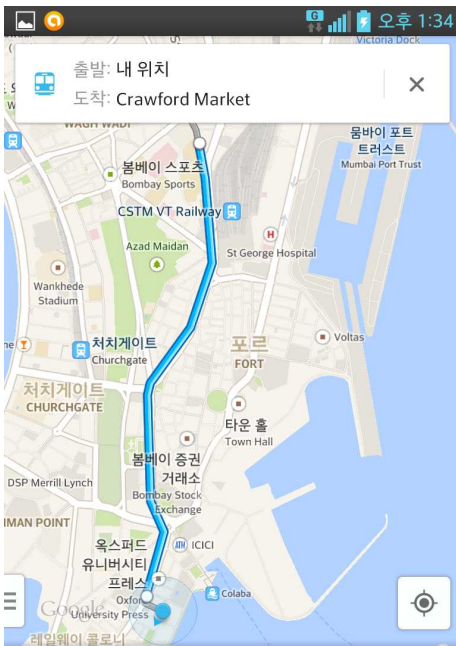 G
오후 1:34
Victoria Dock
출발: 내 위치
도착: Crawford Market
WAGH WADI
뭄바이 포트
트러스트
Mumbai Port Trust
봄베이 스포츠
Bombay Sports
CSTM VT Railway
Azad Maidan
H
St George Hospital
Wankhede
Stadium
Voltas
처치게이트
Churchgate
포르
FORT
처치게이트
CHURCHGATE
타운 홀
Town Hall
봄베이 증권
거래소
Bombay Stock
Exchange
DSP Merrill Lynch
IMAN POINT
옥스퍼드
유니버시티
프레스
Oxford
University Press
ATM ICICI
Colaba
Google
레일웨이 콜로니